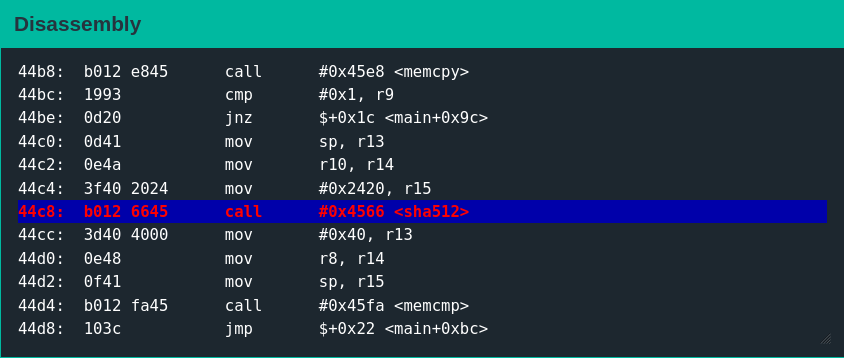 Disassembly
44b8:  b012 e845      call      #0x45e8 <memcpy>
44bc:  1993           cmp       #0x1, r9
44be:  0d20           jnz       $+0x1c <main+0x9c>
44c0:  0d41           mov       sp, r13
44c2:  0e4a           mov       r10, r14
44c4:  3f40 2024      mov       #0x2420, r15
44c8:  b012 6645      call      #0x4566 <sha512>
44cc:  3d40 4000      mov       #0x40, r13
44d0:  0e48           mov       r8, r14
44d2:  0f41           mov       sp, r15
44d4:  b012 fa45      call      #0x45fa <memcmp>
44d8:  103c           jmp       $+0x22 <main+0xbc>